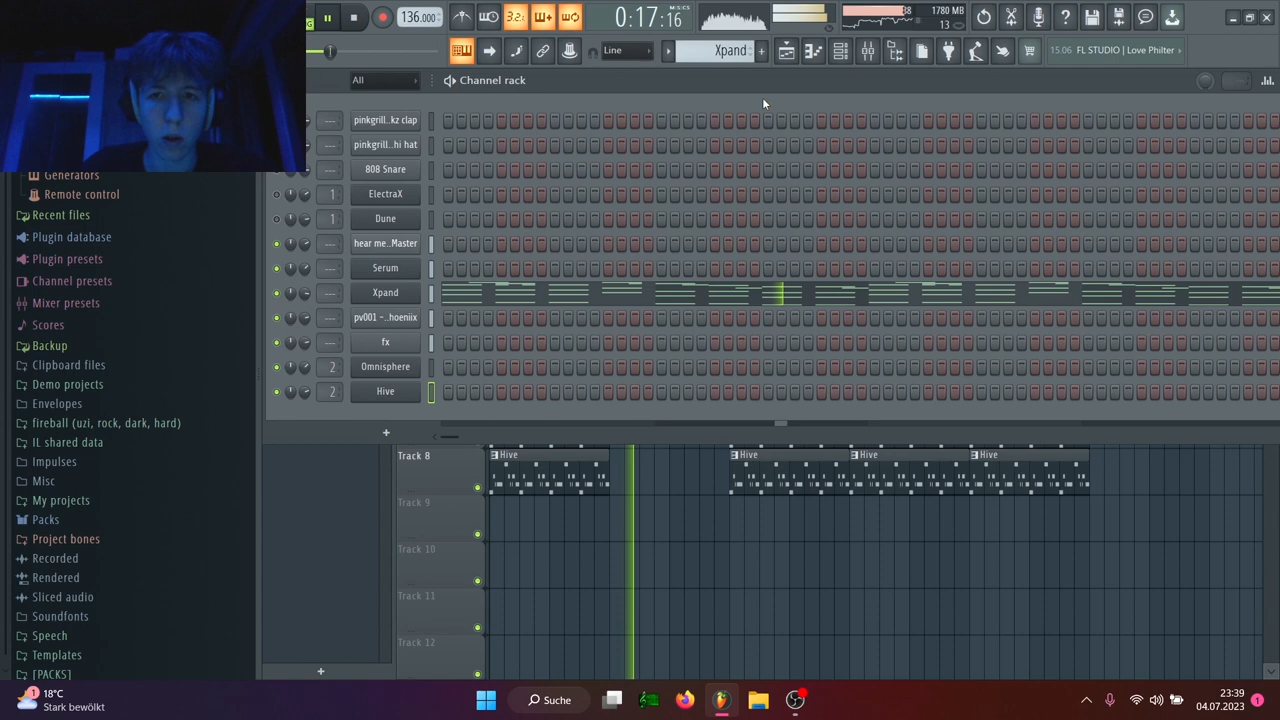 136.000
3.2.
0:17:16
M:S:CS
38
1780 MB
13
Line
Xpand
15:06 FL STUDIO | Love Philter
All
Channel rack
pinkgrill..kz clap
pinkgrill..hi hat
808 Snare
1
ElectraX
1
Dune
hear me..Master
Serum
Xpand
pv001 -..hoeniix
fx
2
Omnisphere
2
Hive
Generators
Remote control
Recent files
Plugin database
Plugin presets
Channel presets
Mixer presets
Scores
Backup
Clipboard files
Demo projects
Envelopes
fireball (uzi, rock, dark, hard)
IL shared data
Impulses
Misc
My projects
Packs
Project bones
Recorded
Rendered
Sliced audio
Soundfonts
Speech
Templates
[PACKS]
Track 8
Hive
Hive
Hive
Hive
Track 9
Track 10
Track 11
Track 12
1
18°C
Stark bewölkt
Suche
23:39
04.07.2023
1